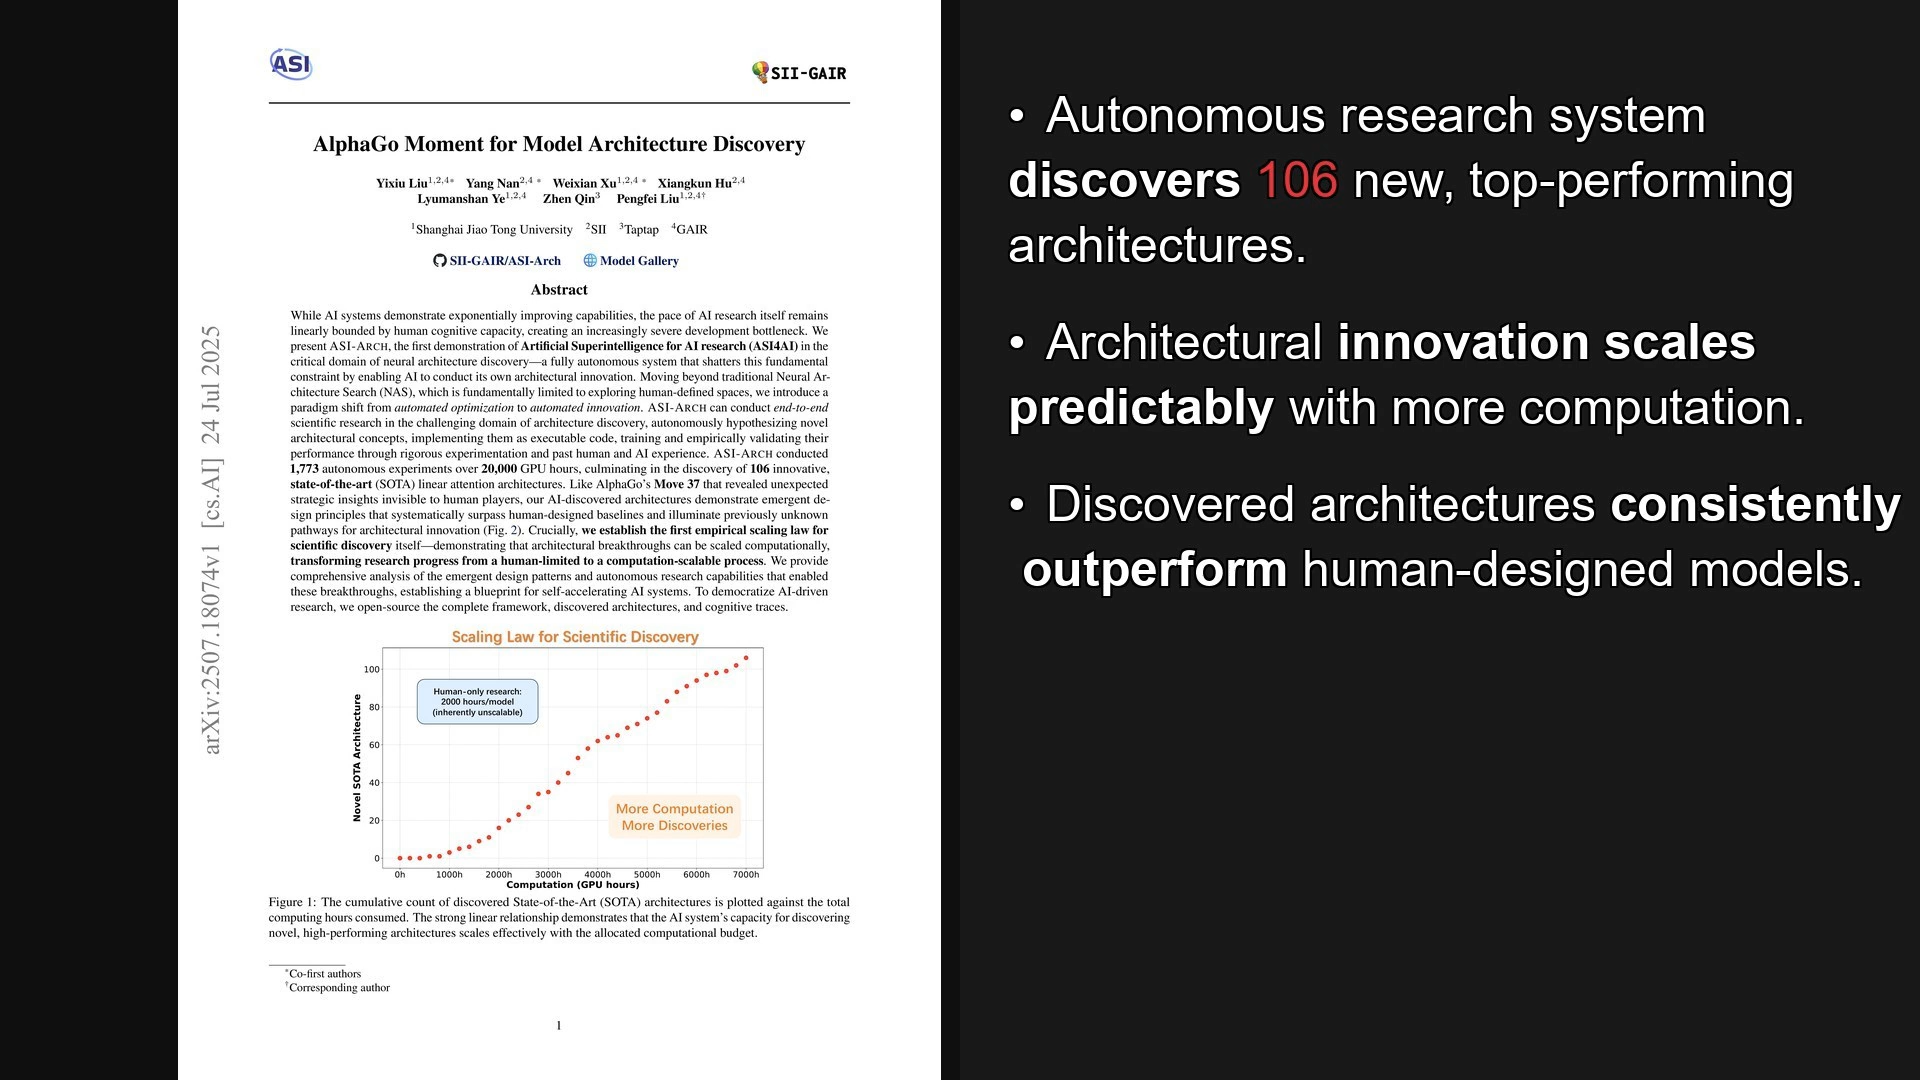 ASI
SII-GAIR
AlphaGo Moment for Model Architecture Discovery
Yixiu Liu1,2,4* Yang Nan2,4 * Weixian Xu1,2,4 * Xiangkun Hu2,4
Lyumanshan Ye1,2,4 Zhen Qin3 Pengfei Liu1,2,4†
1Shanghai Jiao Tong University 2SII 3Taptap 4GAIR
SII-GAIR/ASI-Arch Model Gallery
Abstract
While AI systems demonstrate exponentially improving capabilities, the pace of AI research itself remains
linearly bounded by human cognitive capacity, creating an increasingly severe development bottleneck. We
present ASI-ARCH, the first demonstration of Artificial Superintelligence for AI research (ASI4AI) in the
critical domain of neural architecture discovery—a fully autonomous system that shatters this fundamental
constraint by enabling AI to conduct its own architectural innovation. Moving beyond traditional Neural Ar-
chitecture Search (NAS), which is fundamentally limited to exploring human-defined spaces, we introduce a
paradigm shift from automated optimization to automated innovation. ASI-ARCH can conduct end-to-end
scientific research in the challenging domain of architecture discovery, autonomously hypothesizing novel
architectural concepts, implementing them as executable code, training and empirically validating their
performance through rigorous experimentation and past human and AI experience. ASI-ARCH conducted
1,773 autonomous experiments over 20,000 GPU hours, culminating in the discovery of 106 innovative,
state-of-the-art (SOTA) linear attention architectures. Like AlphaGo's Move 37 that revealed unexpected
strategic insights invisible to human players, our AI-discovered architectures demonstrate emergent de-
sign principles that systematically surpass human-designed baselines and illuminate previously unknown
pathways for architectural innovation (Fig. 2). Crucially, we establish the first empirical scaling law for
scientific discovery itself—demonstrating that architectural breakthroughs can be scaled computationally,
transforming research progress from a human-limited to a computation-scalable process. We provide
comprehensive analysis of the emergent design patterns and autonomous research capabilities that enabled
these breakthroughs, establishing a blueprint for self-accelerating AI systems. To democratize AI-driven
research, we open-source the complete framework, discovered architectures, and cognitive traces.
arXiv:2507.18074v1 [cs.AI] 24 Jul 2025
Scaling Law for Scientific Discovery
Novel SOTA Architecture
100
80
60
40
20
0
Human-only research:
2000 hours/model
(inherently unscalable)
More Computation
More Discoveries
0h 1000h 2000h 3000h 4000h 5000h 6000h 7000h
Computation (GPU hours)
Figure 1: The cumulative count of discovered State-of-the-Art (SOTA) architectures is plotted against the total
computing hours consumed. The strong linear relationship demonstrates that the AI system's capacity for discovering
novel, high-performing architectures scales effectively with the allocated computational budget.
*Co-first authors
†Corresponding author
1
• Autonomous research system
discovers 106 new, top-performing
architectures.
• Architectural innovation scales
predictably with more computation.
• Discovered architectures consistently
outperform human-designed models.